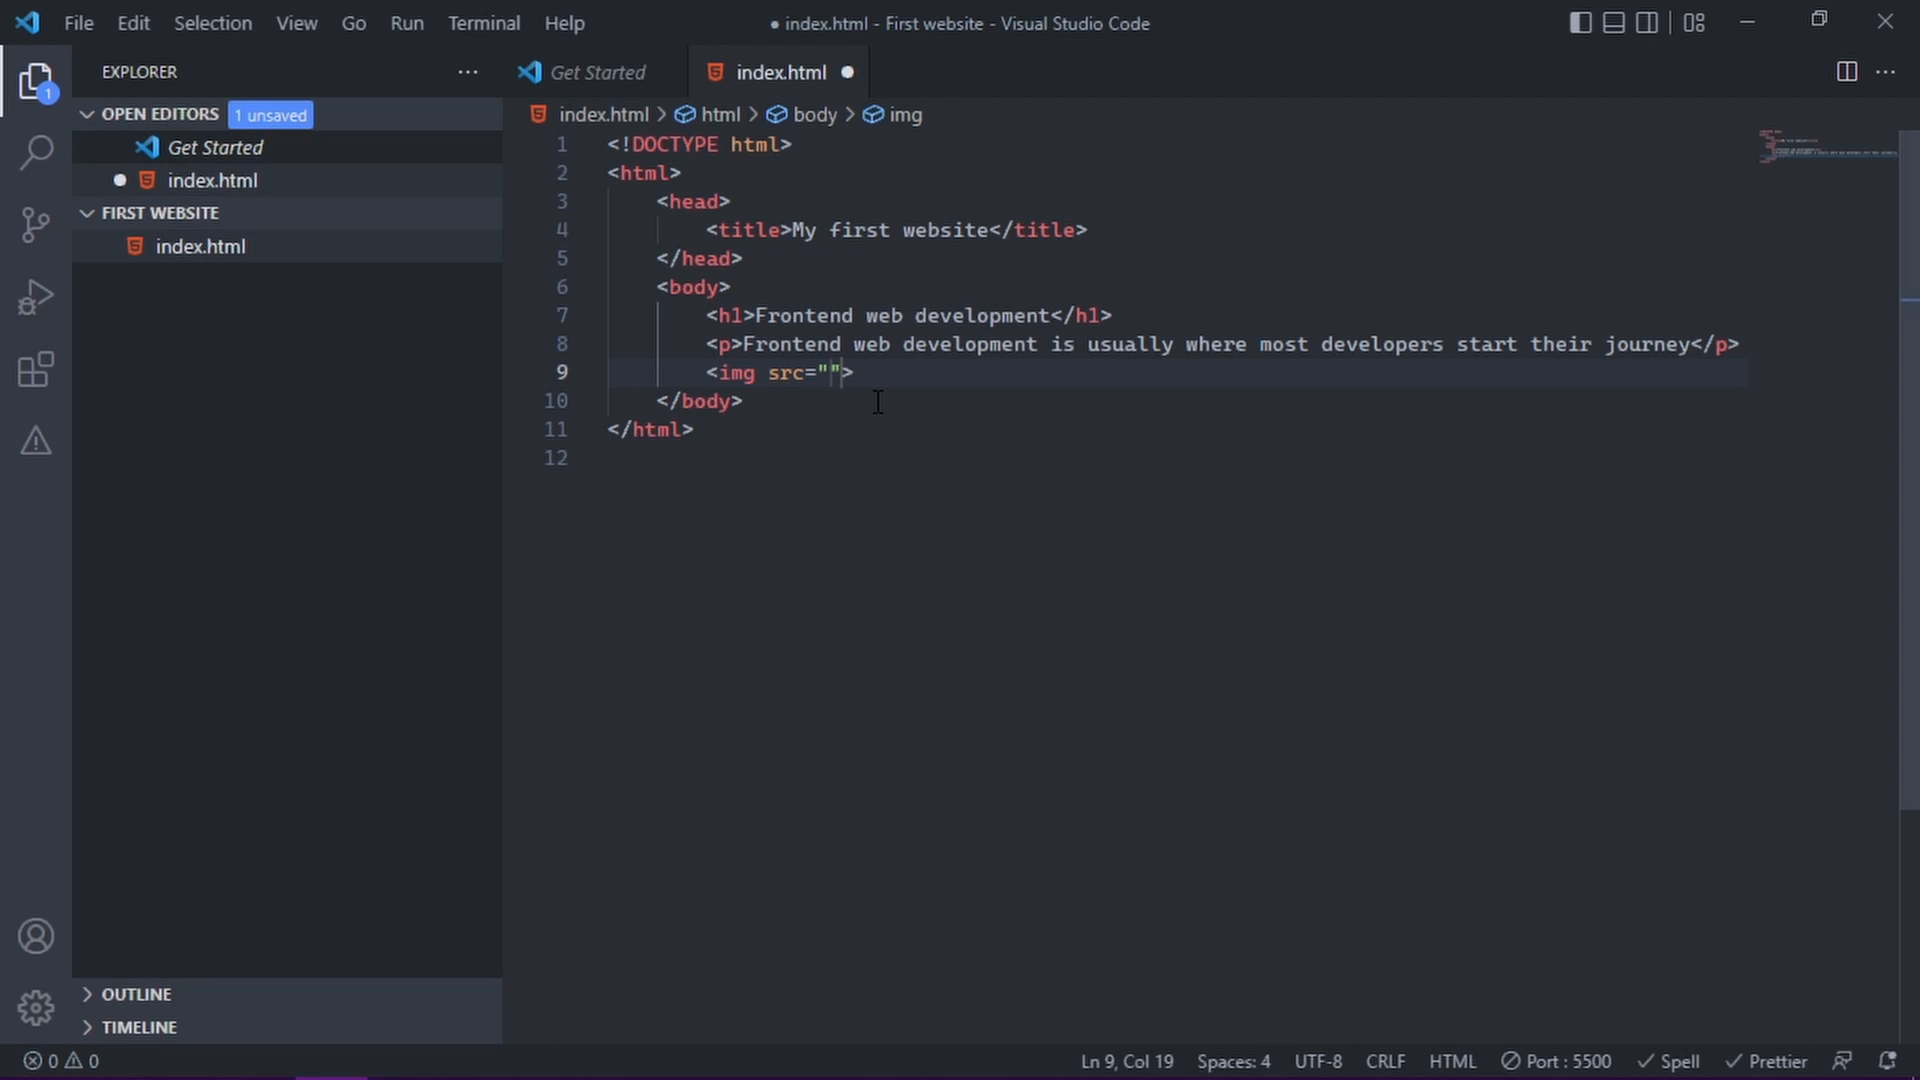 File Edit Selection View Go Run Terminal Help
● index.html - First website - Visual Studio Code
EXPLORER
Get Started
index.html
1
OPEN EDITORS 1 unsaved
Get Started
index.html
FIRST WEBSITE
index.html
index.html > html > body > img
1 <!DOCTYPE html>
2 <html>
3 <head>
4 <title>My first website</title>
5 </head>
6 <body>
7 <h1>Frontend web development</h1>
8 <p>Frontend web development is usually where most developers start their journey</p>
9 <img src="">
10 </body>
11 </html>
12
OUTLINE
TIMELINE
0 0
Ln 9, Col 19 Spaces: 4 UTF-8 CRLF HTML Port : 5500 Spell Prettier